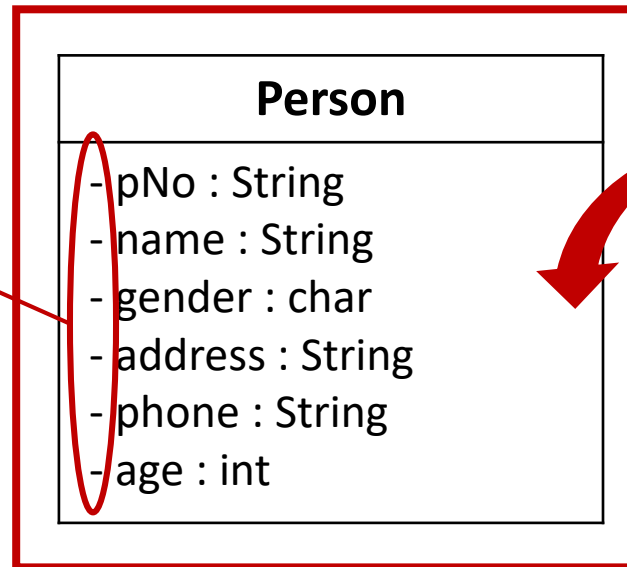 Person
- pNo : String
- name : String
- gender : char
- address : String
- phone : String
- age : int